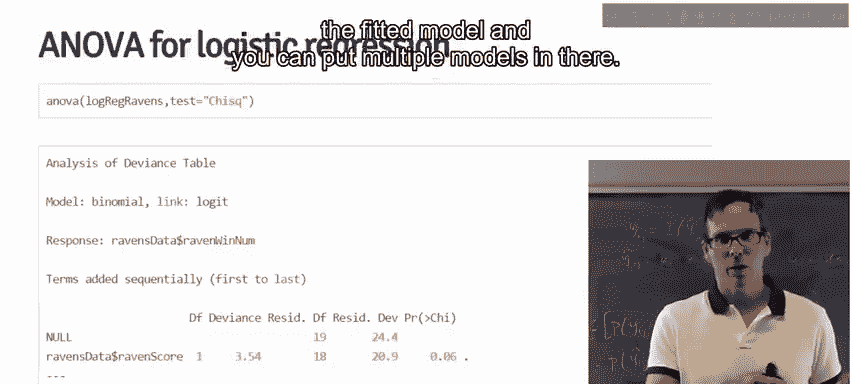 the fitted model and
you can put multiple models in there.
ANOVA for logistic regression
anova(logRegRavens,test="Chisq")
Analysis of Deviance Table
Model: binomial, link: logit
Response: ravensData$ravenWinNum
Terms added sequentially (first to last)
Df Deviance Resid. Df Resid. Dev Pr(>Chi)
NULL 19 24.4
ravensData$ravenScore 1 3.54 18 20.9 0.06 .
---